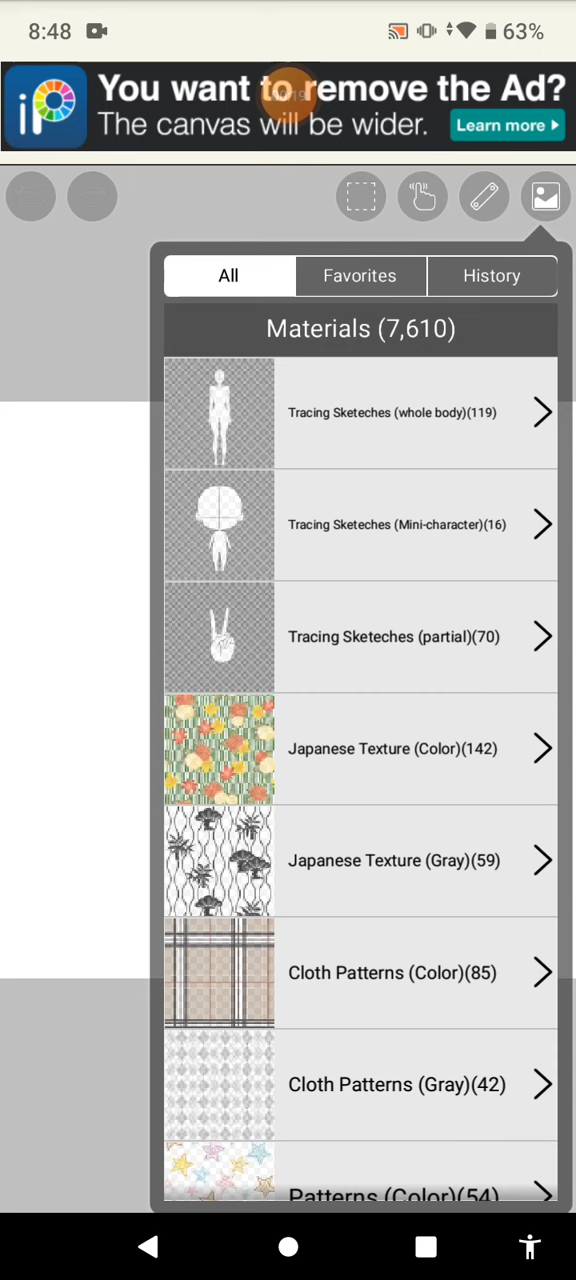 8:48
63%
You want to remove the Ad?
The canvas will be wider.
Learn more
All
Favorites
History
Materials (7,610)
Tracing Sketeches (whole body)(119)
Tracing Sketeches (Mini-character)(16)
Tracing Sketeches (partial)(70)
Japanese Texture (Color)(142)
Japanese Texture (Gray)(59)
Cloth Patterns (Color)(85)
Cloth Patterns (Gray)(42)
Patterns (Color)(54)